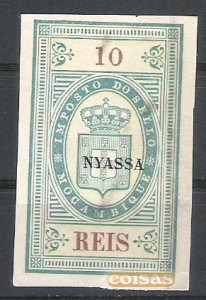 10
IMPOSTO DO SELLO
NYASSA
MOÇAMBIQUE
REIS
coisas